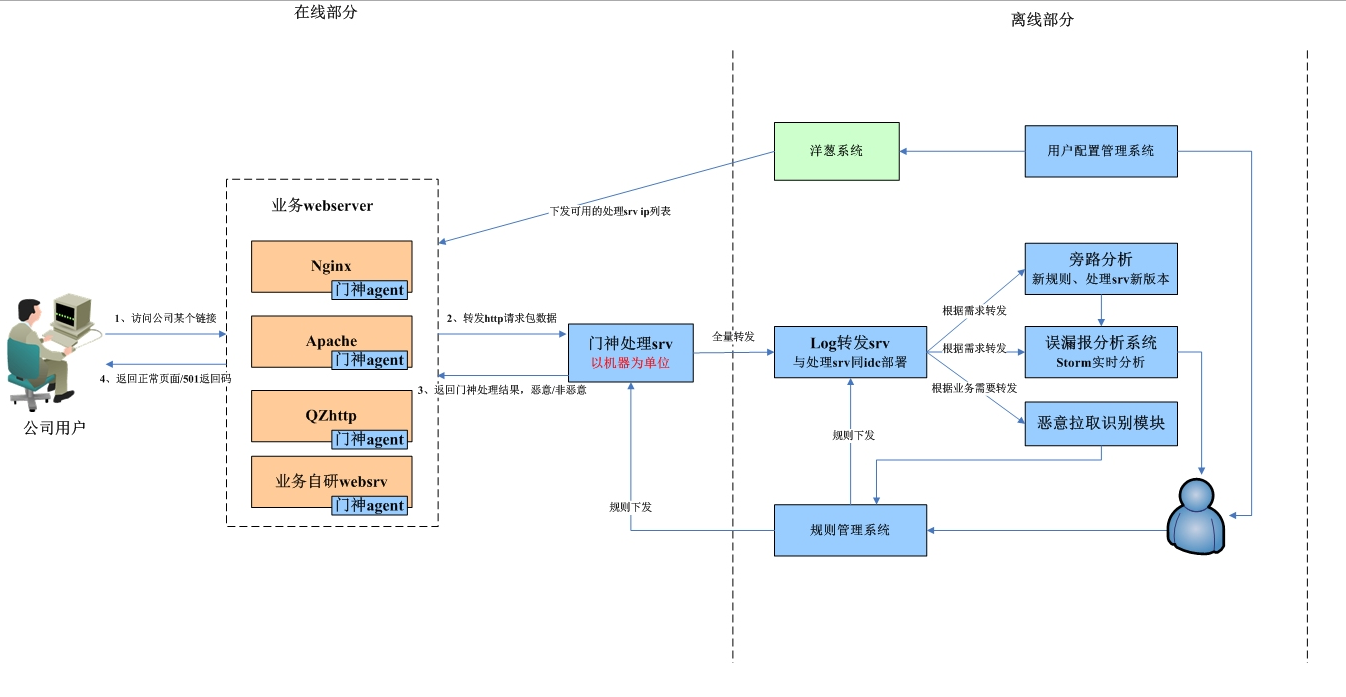 在线部分
离线部分
洋葱系统
用户配置管理系统
下发可用的处理srv ip列表
业务webserver
Nginx
门神agent
Apache
门神agent
QZhttp
门神agent
业务自研websrv
门神agent
1、访问公司某个链接
4、返回正常页面/501返回码
公司用户
2、转发http请求包数据
3、返回门神处理结果，恶意/非恶意
门神处理srv
以机器为单位
全量转发
Log转发srv
与处理srv同idc部署
根据需求转发
根据需求转发
根据业务需要转发
旁路分析
新规则、处理srv新版本
误漏报分析系统
Storm实时分析
恶意拉取识别模块
规则下发
规则下发
规则管理系统